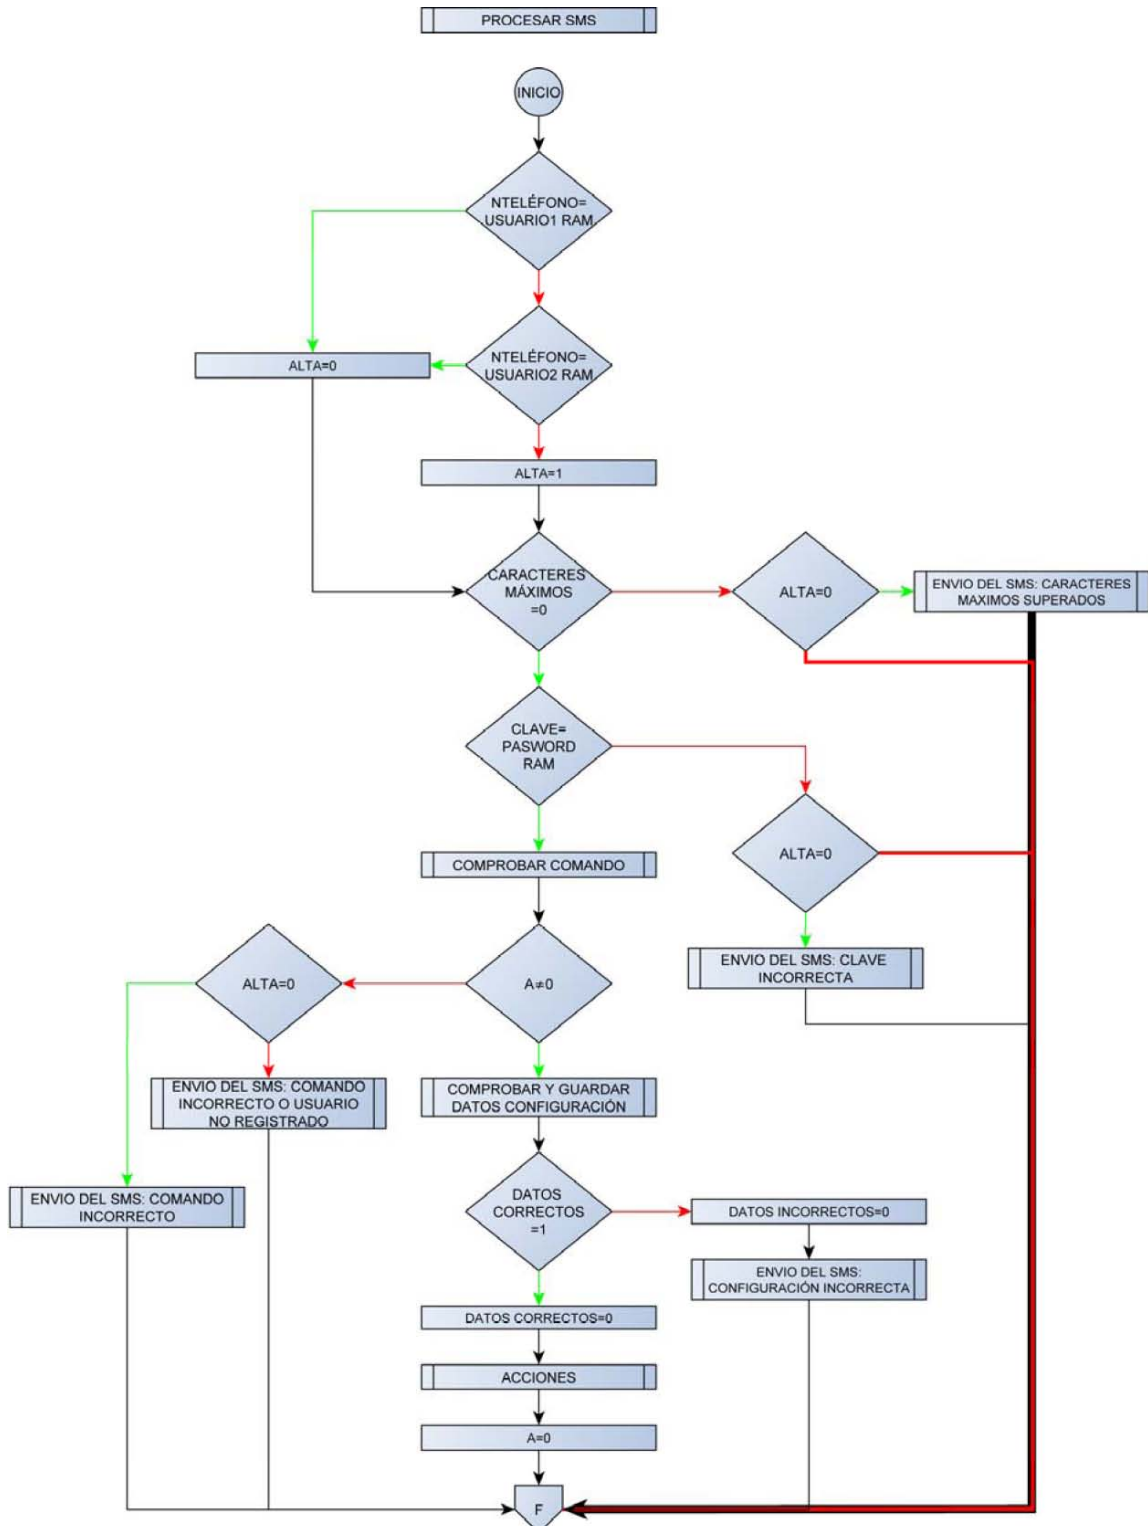 PROCESAR SMS
INICIO
NTELÉFONO=
USUARIO1 RAM
NTELÉFONO=
USUARIO2 RAM
ALTA=0
ALTA=1
CARACTERES
MÁXIMOS
=0
ALTA=0
ENVIO DEL SMS: CARACTERES
MAXIMOS SUPERADOS
CLAVE=
PASWORD
RAM
ALTA=0
COMPROBAR COMANDO
ENVIO DEL SMS: CLAVE
INCORRECTA
ALTA=0
A≠0
ENVIO DEL SMS: COMANDO
INCORRECTO O USUARIO
NO REGISTRADO
COMPROBAR Y GUARDAR
DATOS CONFIGURACIÓN
ENVIO DEL SMS: COMANDO
INCORRECTO
DATOS
CORRECTOS
=1
DATOS INCORRECTOS=0
ENVIO DEL SMS:
CONFIGURACIÓN INCORRECTA
DATOS CORRECTOS=0
ACCIONES
A=0
F